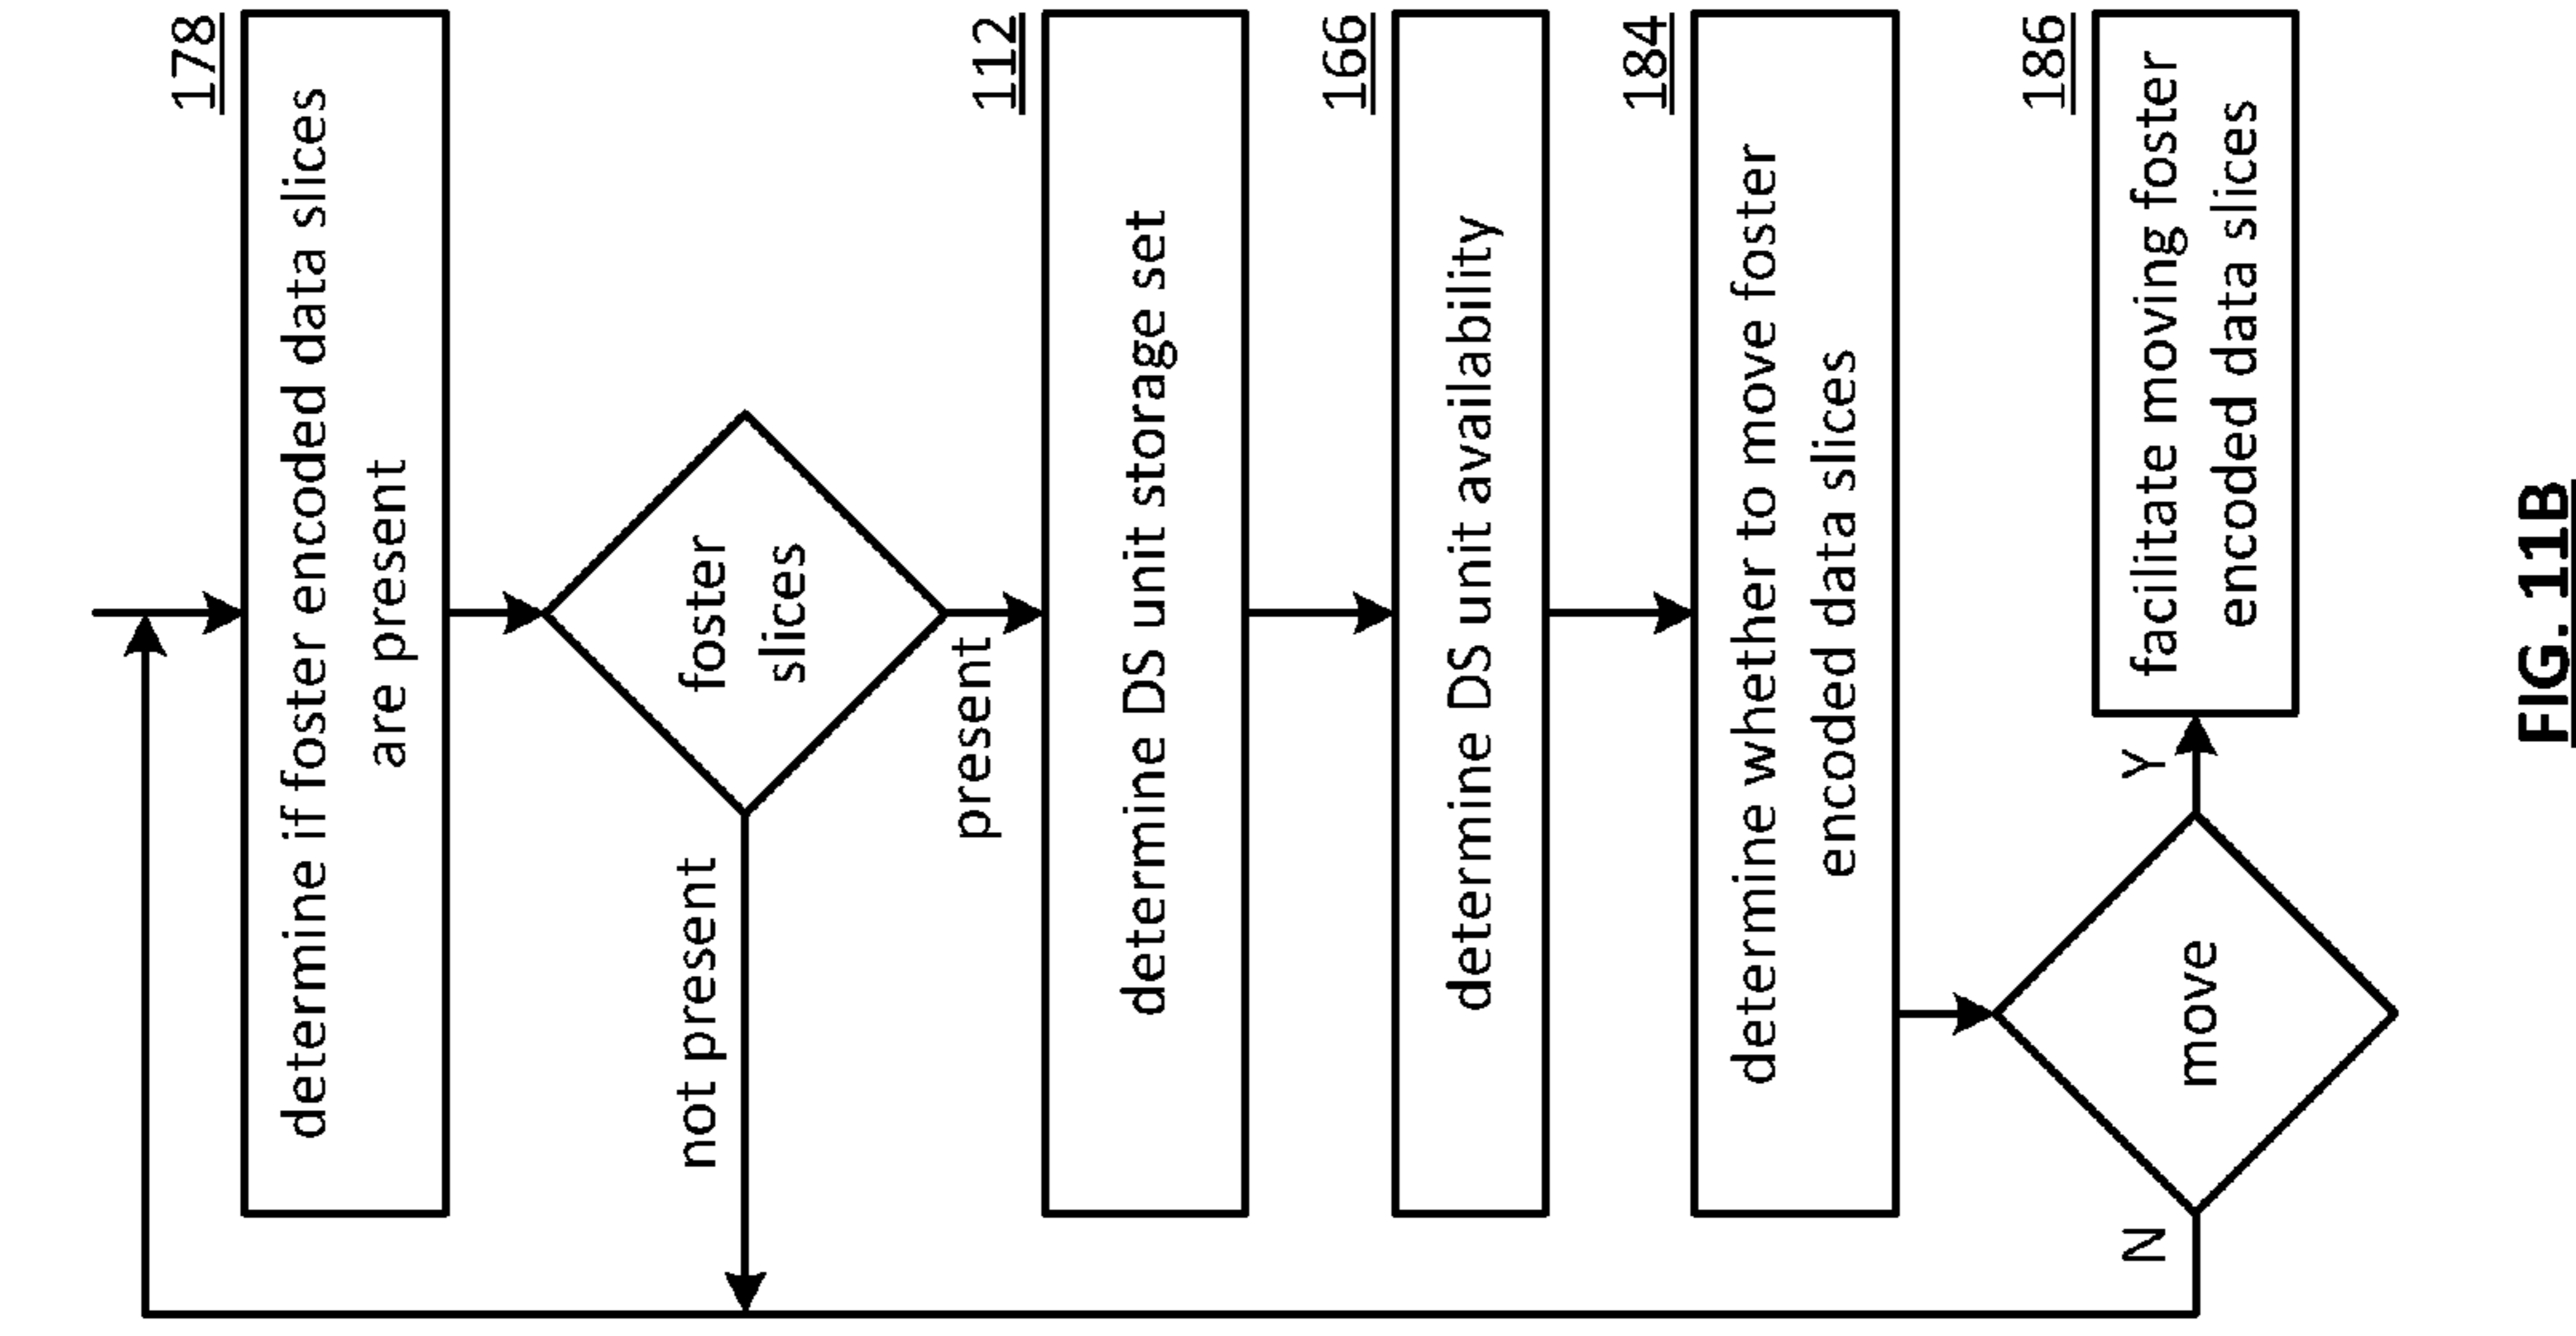 178
determine if foster encoded data slices
are present
foster
slices
not present
present
112
determine DS unit storage set
166
determine DS unit availability
184
determine whether to move foster
encoded data slices
move
N
Y
186
facilitate moving foster
encoded data slices
FIG. 11B